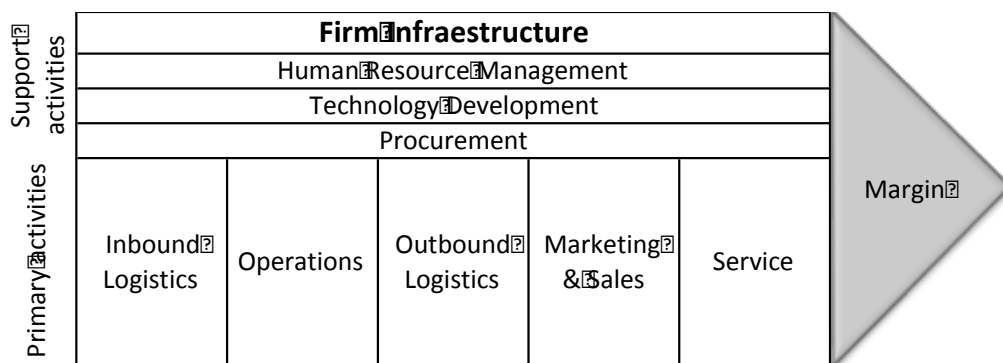 Support
activities
Firm Infraestructure
Human Resource Management
Technology Development
Procurement
Primary activities
Inbound
Logistics
Operations
Outbound
Logistics
Marketing
& Sales
Service
Margin